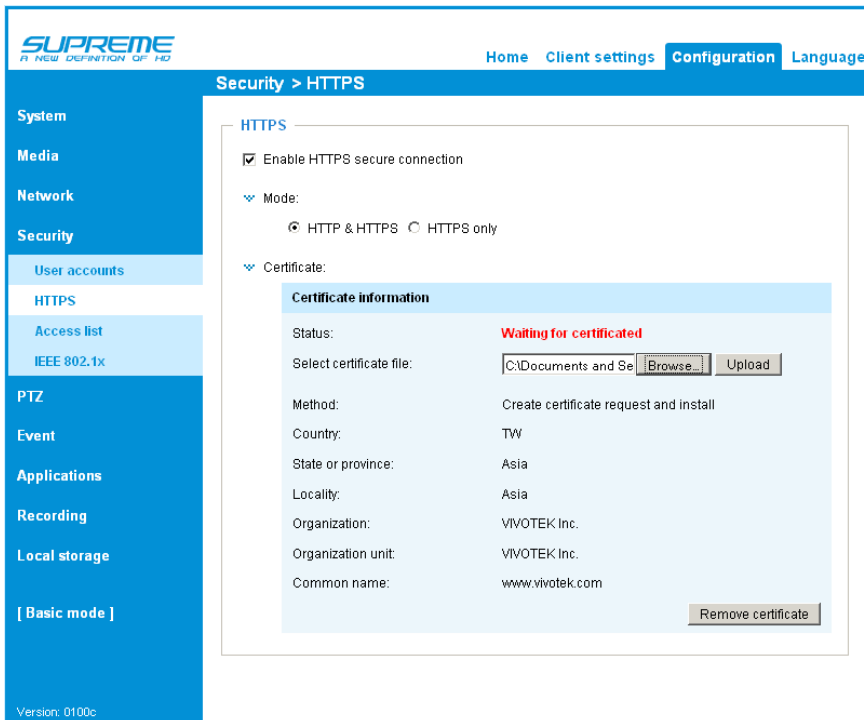 SUPREME
A NEW DEFINITION OF HD
Home Client settings Configuration Language
Security > HTTPS
System
Media
Network
Security
User accounts
HTTPS
Access list
IEEE 802.1x
PTZ
Event
Applications
Recording
Local storage
[ Basic mode ]
Version: 0100c
HTTPS
Enable HTTPS secure connection
Mode:
HTTP & HTTPS HTTPS only
Certificate:
Certificate information
Status: Waiting for certificated
Select certificate file: C:\Documents and Se Browse... Upload
Method: Create certificate request and install
Country: TW
State or province: Asia
Locality: Asia
Organization: VIVOTEK Inc.
Organization unit: VIVOTEK Inc.
Common name: www.vivotek.com
Remove certificate